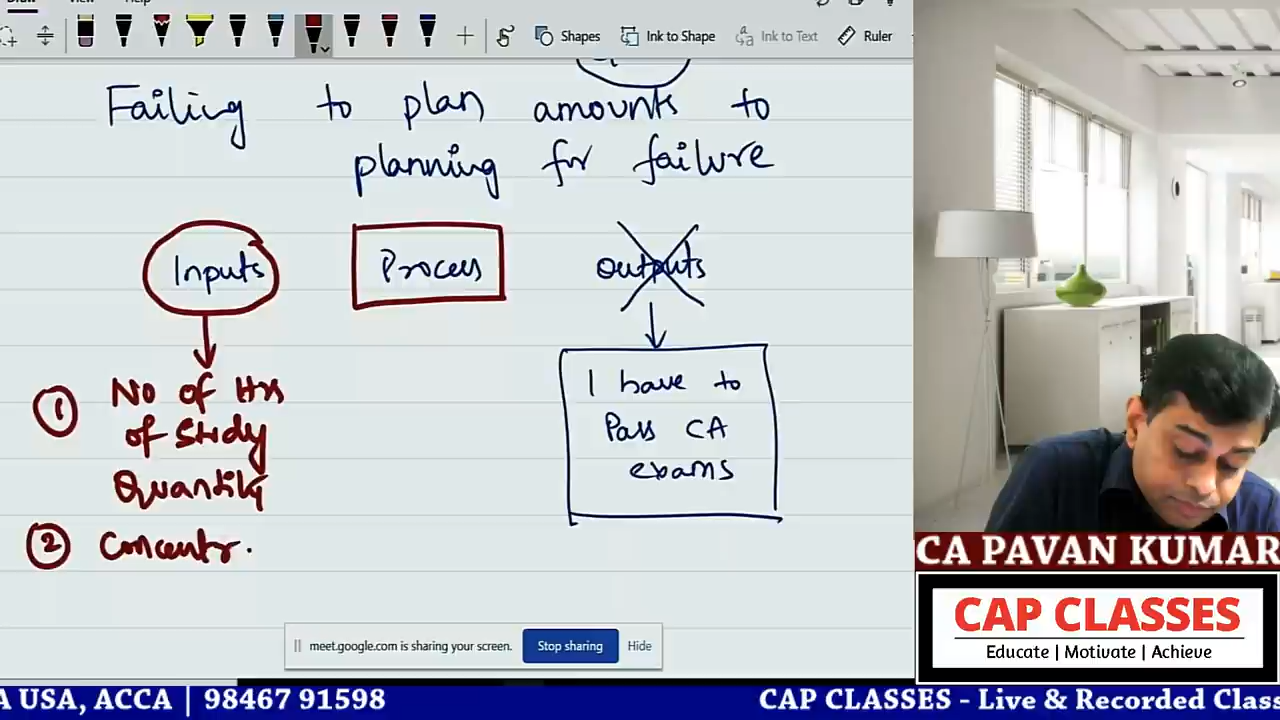 Shapes
Ink to Shape
Ink to Text
Ruler
Failing to plan amounts to
planning for failure
Inputs
Process
outputs
1 No of Hrs
of Study
Quantity
2 Concentr.
I have to
Pass CA
exams
meet.google.com is sharing your screen.
Stop sharing
Hide
CA PAVAN KUMAR
CAP CLASSES
Educate | Motivate | Achieve
A USA, ACCA | 98467 91598
CAP CLASSES - Live & Recorded Class